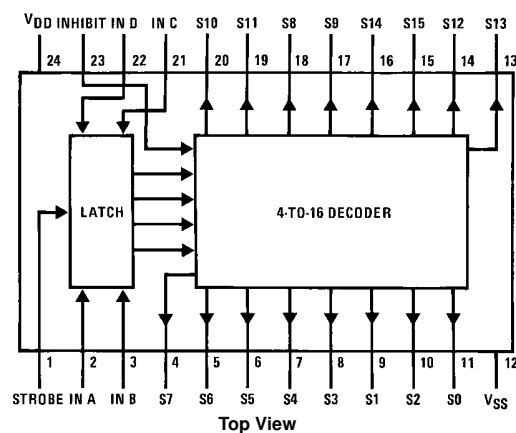 VDD INHIBIT IN D IN C S10 S11 S8 S9 S14 S15 S12 S13
24 23 22 21 20 19 18 17 16 15 14 13
LATCH 4-TO-16 DECODER
1 2 3 4 5 6 7 8 9 10 11 12
STROBE IN A IN B S7 S6 S5 S4 S3 S1 S2 S0 VSS
Top View